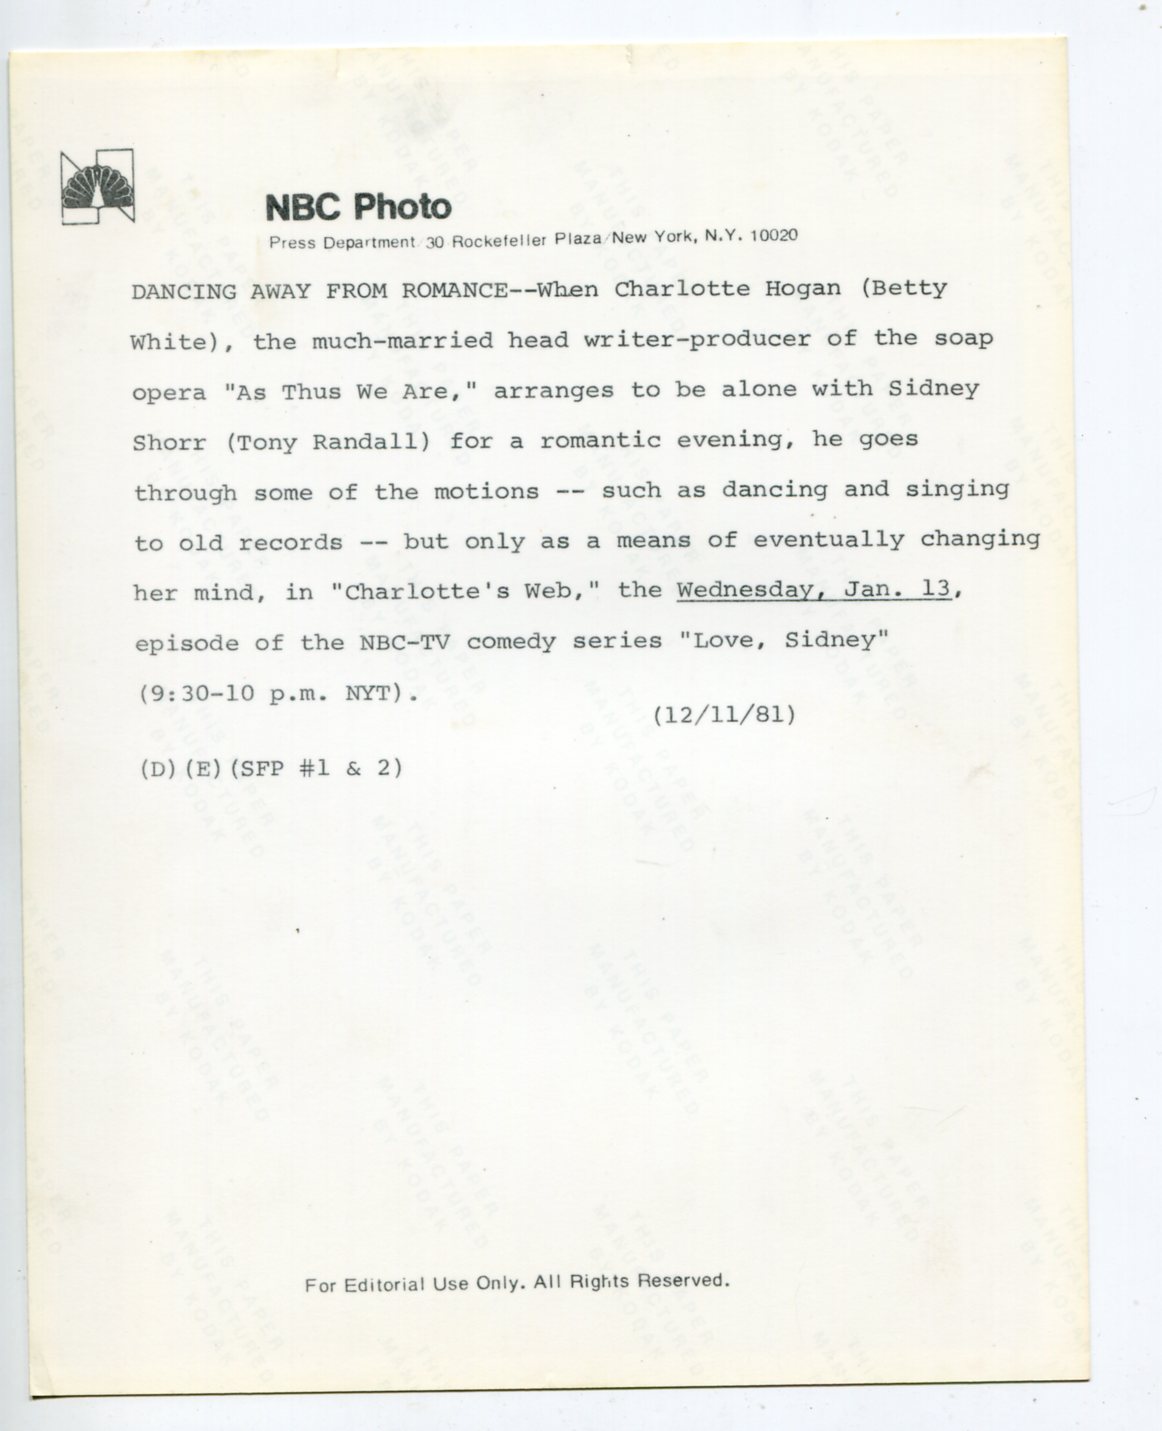 NBC Photo
Press Department/30 Rockefeller Plaza/New York, N.Y. 10020
DANCING AWAY FROM ROMANCE--When Charlotte Hogan (Betty
White), the much-married head writer-producer of the soap
opera "As Thus We Are," arranges to be alone with Sidney
Shorr (Tony Randall) for a romantic evening, he goes
through some of the motions -- such as dancing and singing
to old records -- but only as a means of eventually changing
her mind, in "Charlotte's Web," the Wednesday, Jan. 13,
episode of the NBC-TV comedy series "Love, Sidney"
(9:30-10 p.m. NYT).
(12/11/81)
(D)(E)(SFP #1 & 2)
For Editorial Use Only. All Rights Reserved.
THIS PAPER
MANUFACTURED
BY KODAK